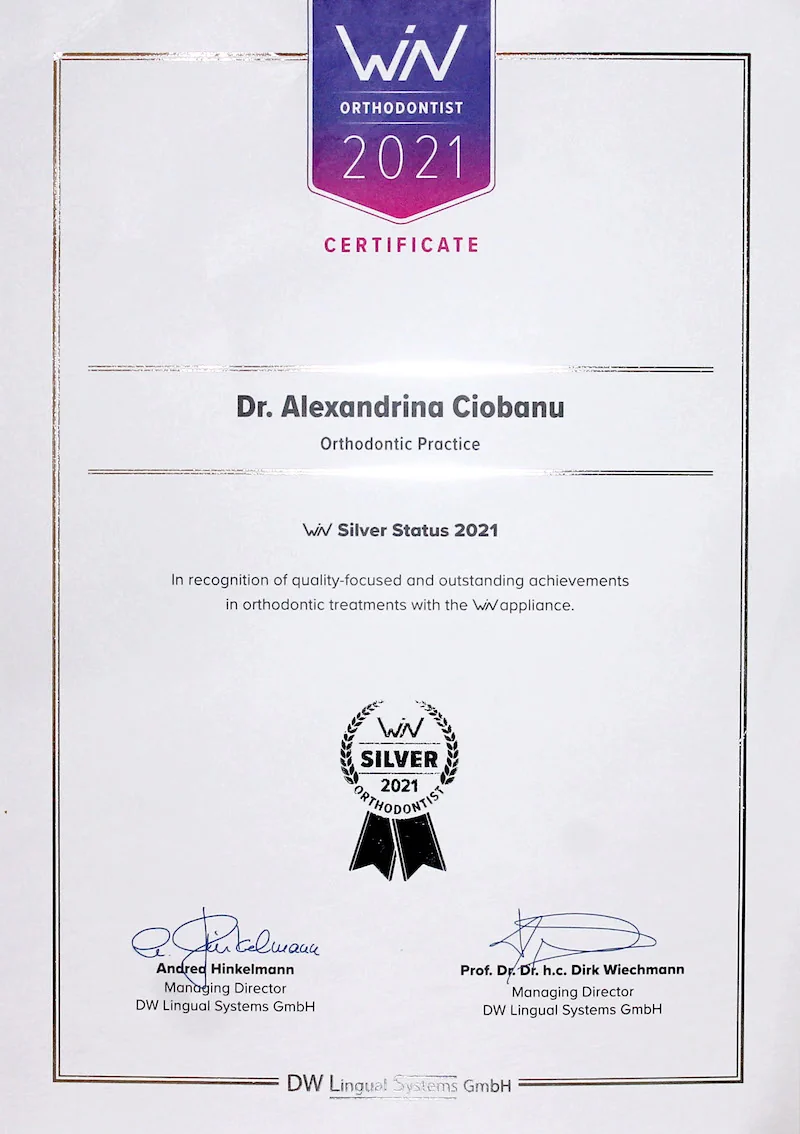 WIN
ORTHODONTIST
2021
CERTIFICATE
Dr. Alexandrina Ciobanu
Orthodontic Practice
WIN Silver Status 2021
In recognition of quality-focused and outstanding achievements
in orthodontic treatments with the WIN appliance.
WIN
SILVER
2021
ORTHODONTIST
a. Hinkelmann
Andrea Hinkelmann
Managing Director
DW Lingual Systems GmbH
Prof. Dr. Dr. h.c. Dirk Wiechmann
Managing Director
DW Lingual Systems GmbH
DW Lingual Systems GmbH